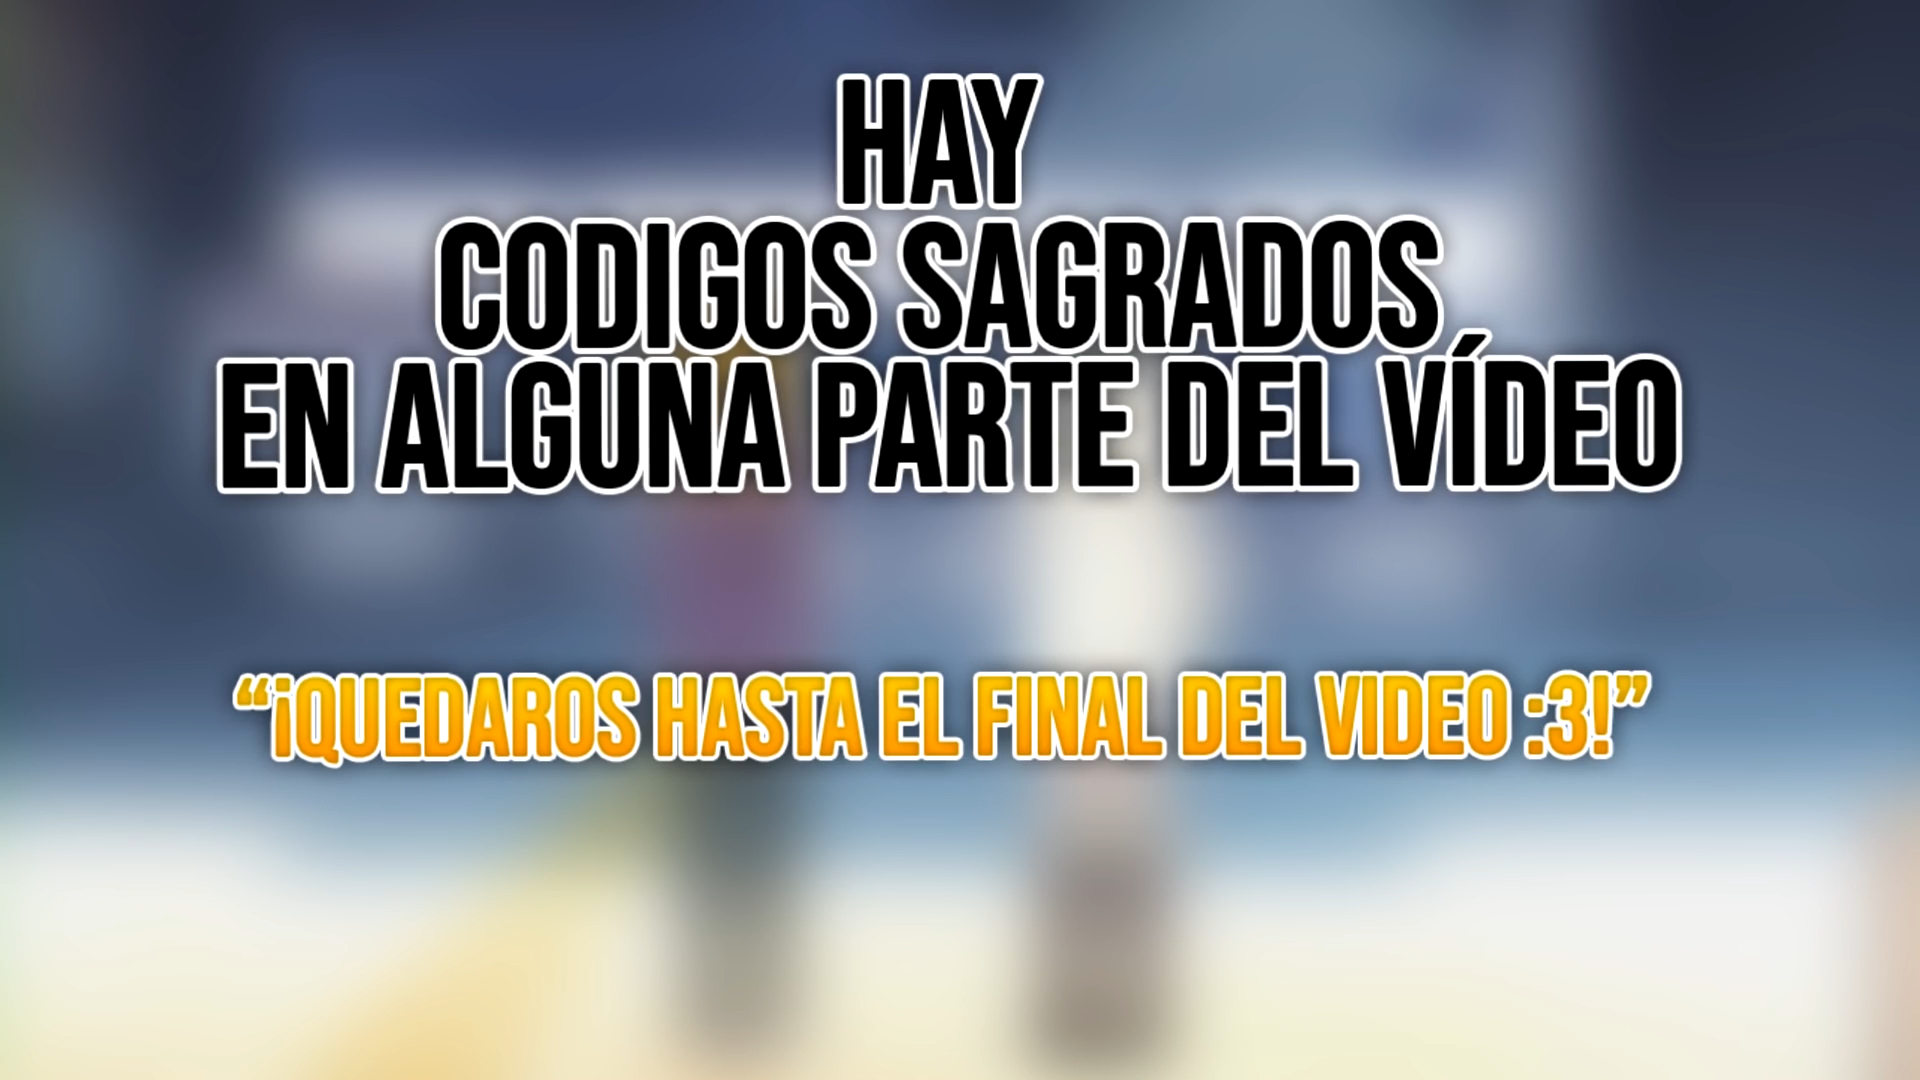 HAY
CODIGOS SAGRADOS
EN ALGUNA PARTE DEL VÍDEO
“¡QUEDAROS HASTA EL FINAL DEL VIDEO :3!”